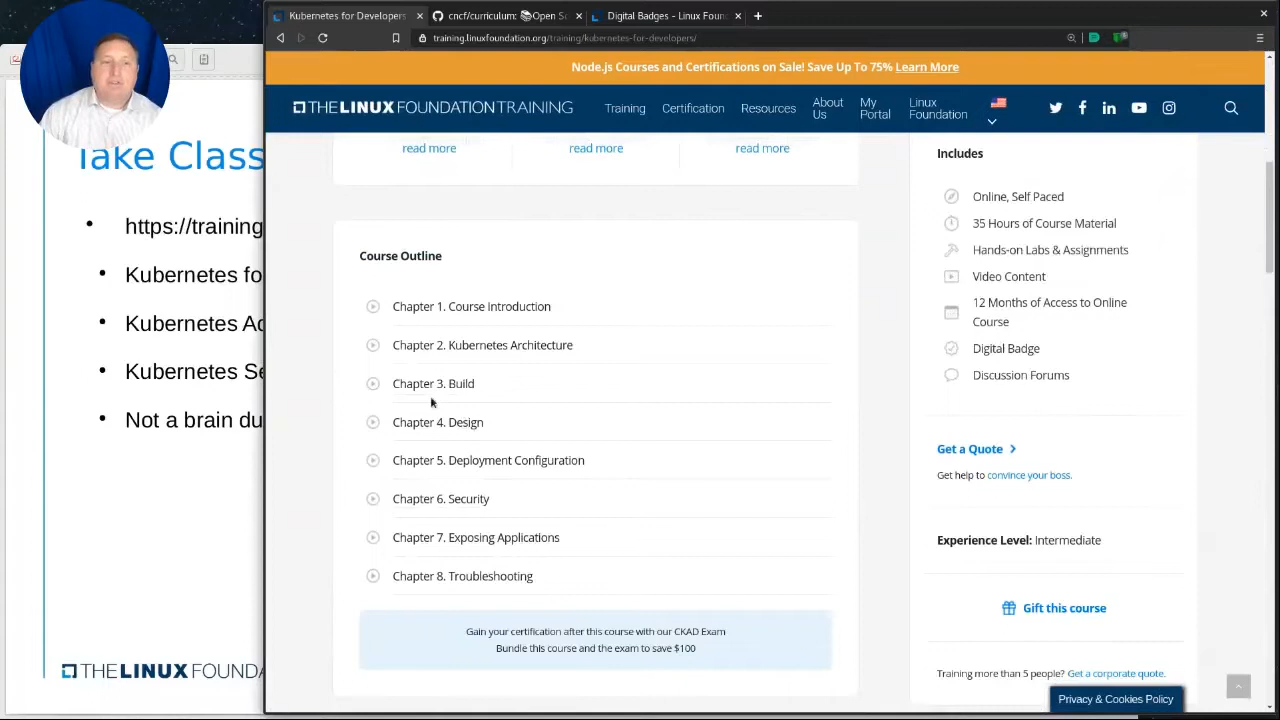 Kubernetes for Developers
cncf/curriculum: Open So
Digital Badges - Linux Foun
training.linuxfoundation.org/training/kubernetes-for-developers/
Node.js Courses and Certifications on Sale! Save Up To 75% Learn More
THE LINUX FOUNDATION TRAINING
Training
Certification
Resources
About Us
My Portal
Linux Foundation
Take Class
• https://training
• Kubernetes fo
• Kubernetes Ad
• Kubernetes Se
• Not a brain du
THE LINUX FOUNDA
read more
read more
read more
Course Outline
Chapter 1. Course Introduction
Chapter 2. Kubernetes Architecture
Chapter 3. Build
Chapter 4. Design
Chapter 5. Deployment Configuration
Chapter 6. Security
Chapter 7. Exposing Applications
Chapter 8. Troubleshooting
Gain your certification after this course with our CKAD Exam
Bundle this course and the exam to save $100
Includes
Online, Self Paced
35 Hours of Course Material
Hands-on Labs & Assignments
Video Content
12 Months of Access to Online
Course
Digital Badge
Discussion Forums
Get a Quote
Get help to convince your boss.
Experience Level: Intermediate
Gift this course
Training more than 5 people? Get a corporate quote.
Privacy & Cookies Policy